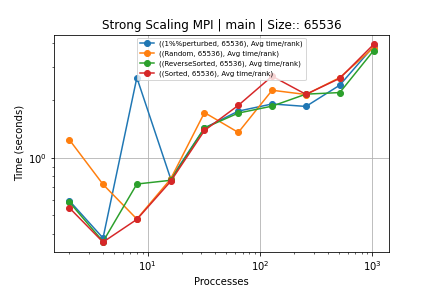 Strong Scaling MPI | main | Size:: 65536
((1%%perturbed, 65536), Avg time/rank)
((Random, 65536), Avg time/rank)
((ReverseSorted, 65536), Avg time/rank)
((Sorted, 65536), Avg time/rank)
Time (seconds)
10⁰
10¹ 10² 10³
Proccesses